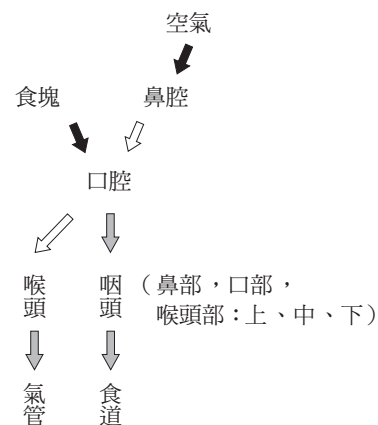 空氣
食塊
鼻腔
口腔
喉頭
咽頭
（鼻部，口部，
喉頭部：上、中、下）
氣管
食道